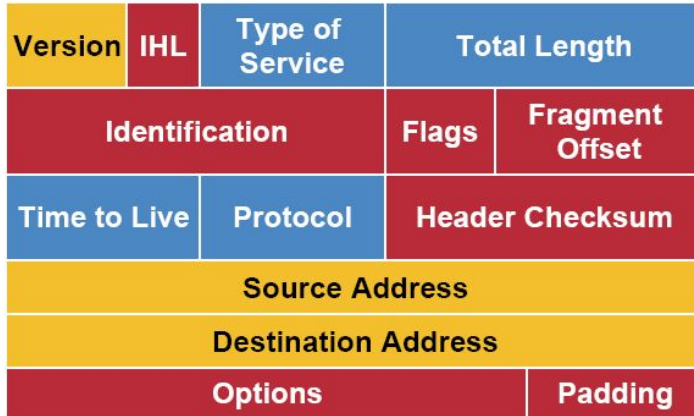 Version IHL Type of Service Total Length
Identification Flags Fragment Offset
Time to Live Protocol Header Checksum
Source Address
Destination Address
Options Padding